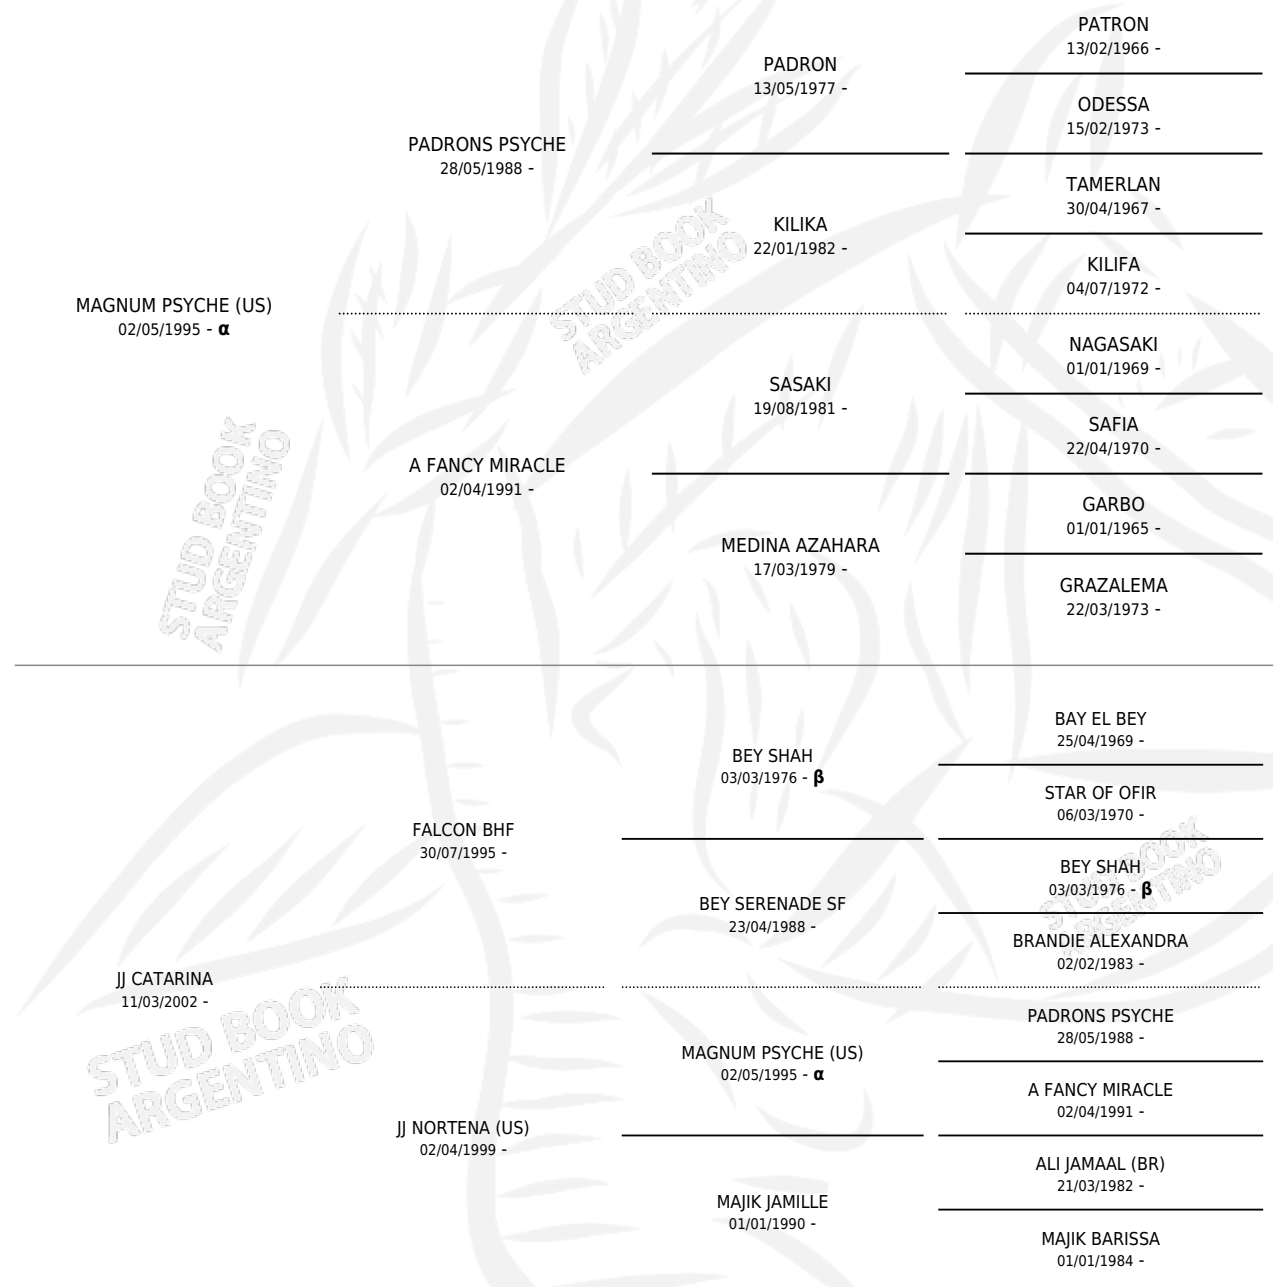 PATRON
13/02/1966 -
PADRON
13/05/1977 -
ODESSA
15/02/1973 -
PADRONS PSYCHE
28/05/1988 -
TAMERLAN
30/04/1967 -
KILIKA
22/01/1982 -
KILIFA
04/07/1972 -
MAGNUM PSYCHE (US)
02/05/1995 - α
NAGASAKI
01/01/1969 -
SASAKI
19/08/1981 -
SAFIA
22/04/1970 -
A FANCY MIRACLE
02/04/1991 -
GARBO
01/01/1965 -
MEDINA AZAHARA
17/03/1979 -
GRAZALEMA
22/03/1973 -
STUD BOOK
ARGENTINO
STUD BOOK
ARGENTINO
BAY EL BEY
25/04/1969 -
BEY SHAH
03/03/1976 - β
STAR OF OFIR
06/03/1970 -
FALCON BHF
30/07/1995 -
BEY SHAH
03/03/1976 - β
BEY SERENADE SF
23/04/1988 -
BRANDIE ALEXANDRA
02/02/1983 -
JJ CATARINA
11/03/2002 -
PADRONS PSYCHE
28/05/1988 -
MAGNUM PSYCHE (US)
02/05/1995 - α
A FANCY MIRACLE
02/04/1991 -
JJ NORTENA (US)
02/04/1999 -
ALI JAMAAL (BR)
21/03/1982 -
MAJIK JAMILLE
01/01/1990 -
MAJIK BARISSA
01/01/1984 -
STUD BOOK
ARGENTINO
STUD BOOK
ARGENTINO